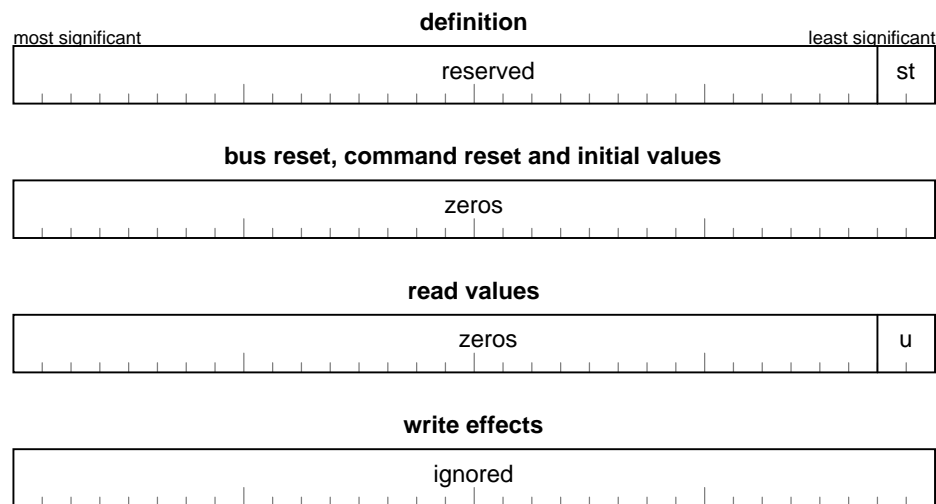 definition
most significant least significant
reserved st
bus reset, command reset and initial values
zeros
read values
zeros u
write effects
ignored